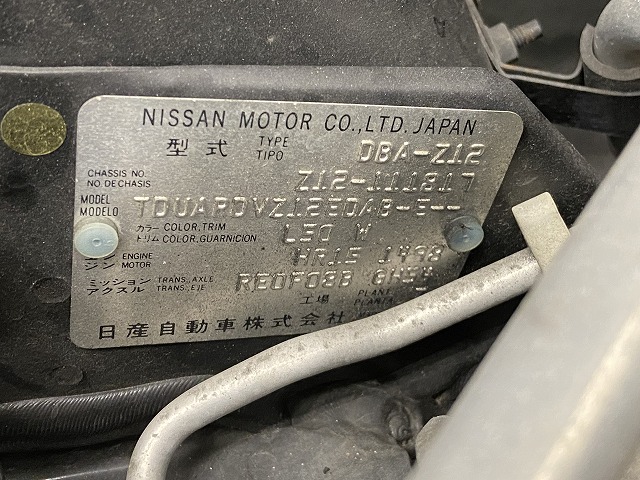 NISSAN MOTOR CO.,LTD. JAPAN
型式 TYPE TIPO DBA-Z12
CHASSIS NO. NO. DE CHASIS Z12-111817
MODEL MODELO TDUARDVZ12EDAB-E--
カラー COLOR,TRIM
トリム COLOR,GUARNICION L50 W
エンジン ENGINE MOTOR HR15 1498
ミッション TRANS. AXLE
アクスル TRANS. EJE RE0F08B
工場 PLANT PLANTA
日産自動車株式会社